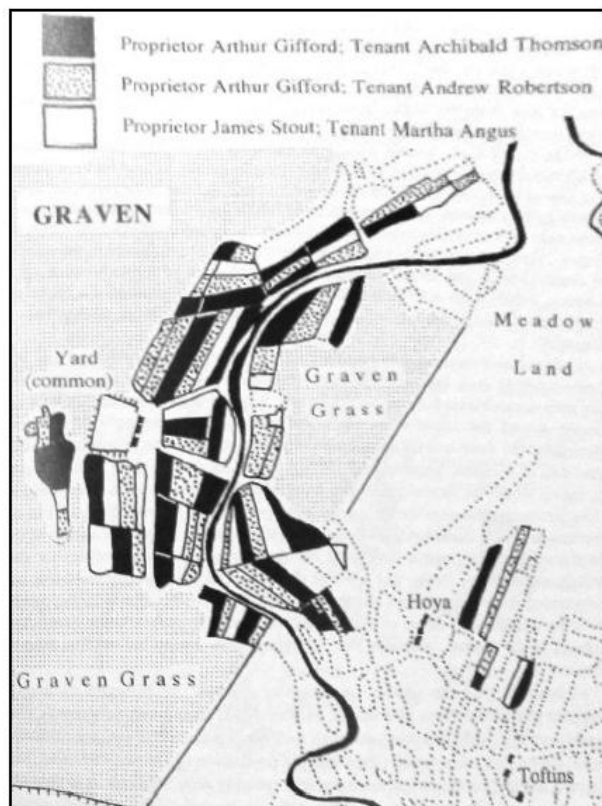 Proprietor Arthur Gifford; Tenant Archibald Thomson
Proprietor Arthur Gifford; Tenant Andrew Robertson
Proprietor James Stout; Tenant Martha Angus
GRAVEN
Yard
(common)
Meadow
Land
Graven
Grass
Hoya
Graven Grass
Toftins